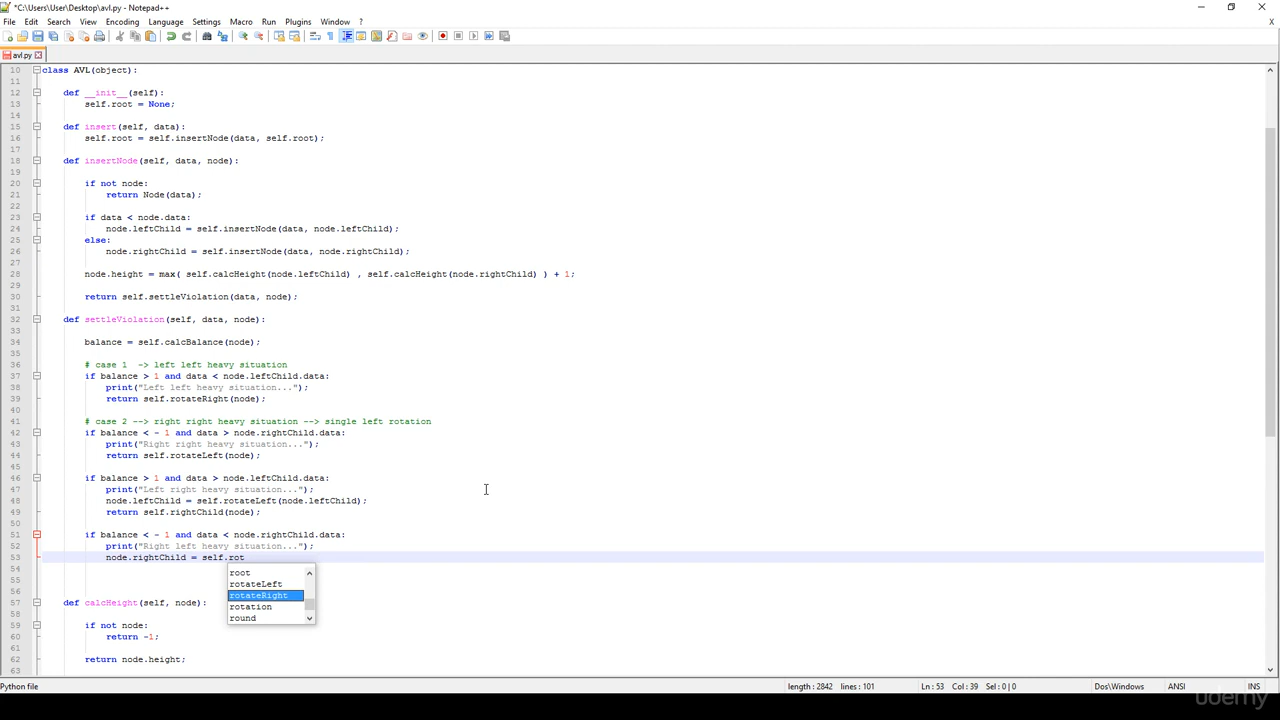 *C:\Users\User\Desktop\avl.py - Notepad++
File Edit Search View Encoding Language Settings Macro Run Plugins Window ?
X
avl.py
10 class AVL(object):
11
12 def __init__(self):
13 self.root = None;
14
15 def insert(self, data):
16 self.root = self.insertNode(data, self.root);
17
18 def insertNode(self, data, node):
19
20 if not node:
21 return Node(data);
22
23 if data < node.data:
24 node.leftChild = self.insertNode(data, node.leftChild);
25 else:
26 node.rightChild = self.insertNode(data, node.rightChild);
27
28 node.height = max( self.calcHeight(node.leftChild) , self.calcHeight(node.rightChild) ) + 1;
29
30 return self.settleViolation(data, node);
31
32 def settleViolation(self, data, node):
33
34 balance = self.calcBalance(node);
35
36 # case 1 -> left left heavy situation
37 if balance > 1 and data < node.leftChild.data:
38 print("Left left heavy situation...");
39 return self.rotateRight(node);
40
41 # case 2 --> right right heavy situation --> single left rotation
42 if balance < - 1 and data > node.rightChild.data:
43 print("Right right heavy situation...");
44 return self.rotateLeft(node);
45
46 if balance > 1 and data > node.leftChild.data:
47 print("Left right heavy situation...");
48 node.leftChild = self.rotateLeft(node.leftChild);
49 return self.rightChild(node);
50
51 if balance < - 1 and data < node.rightChild.data:
52 print("Right left heavy situation...");
53 node.rightChild = self.rot
54
root
55
rotateLeft
56
rotateRight
57 def calcHeight(self, node):
rotation
58
round
59 if not node:
60 return -1;
61
62 return node.height;
63
Python file length : 2842 lines : 101 Ln : 53 Col : 39 Sel : 0 | 0 Dos\Windows ANSI INS
udemy